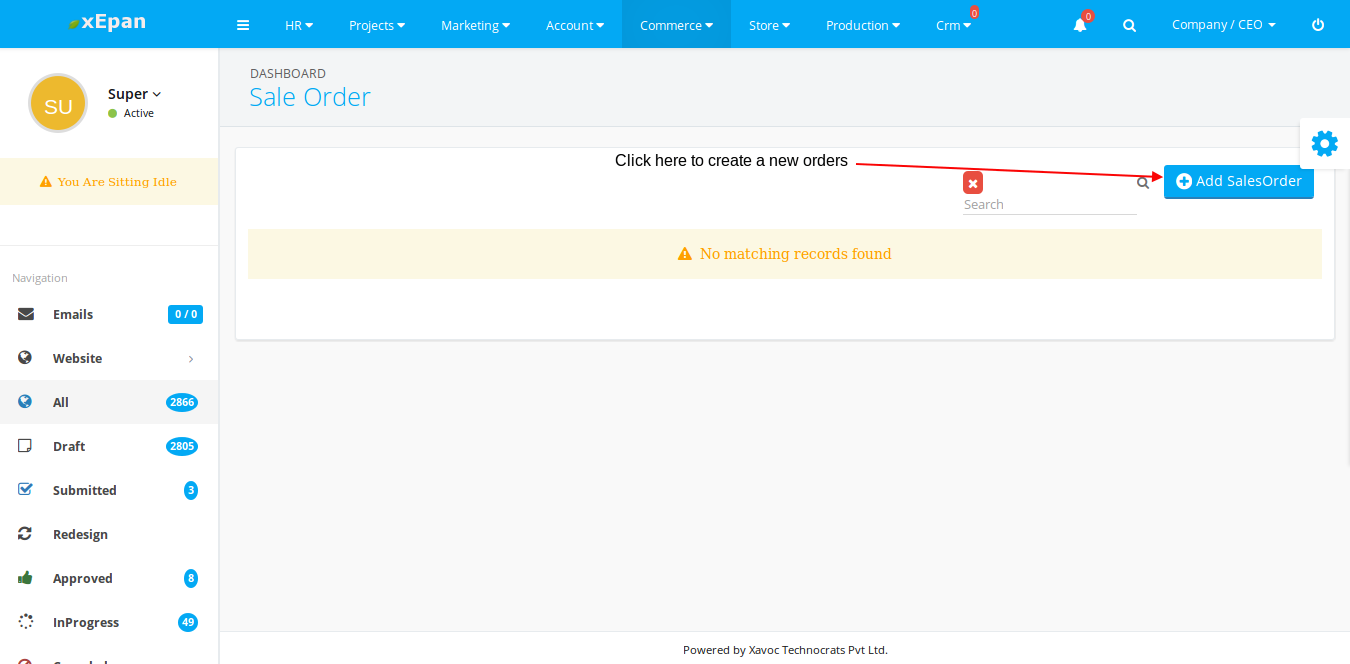 xEpan
HR
Projects
Marketing
Account
Commerce
Store
Production
Crm
0
0
Company / CEO
SU
Super
Active
You Are Sitting Idle
Navigation
Emails 0 / 0
Website
All 2866
Draft 2805
Submitted 3
Redesign
Approved 8
InProgress 49
DASHBOARD
Sale Order
Click here to create a new orders
Search
Add SalesOrder
No matching records found
Powered by Xavoc Technocrats Pvt Ltd.